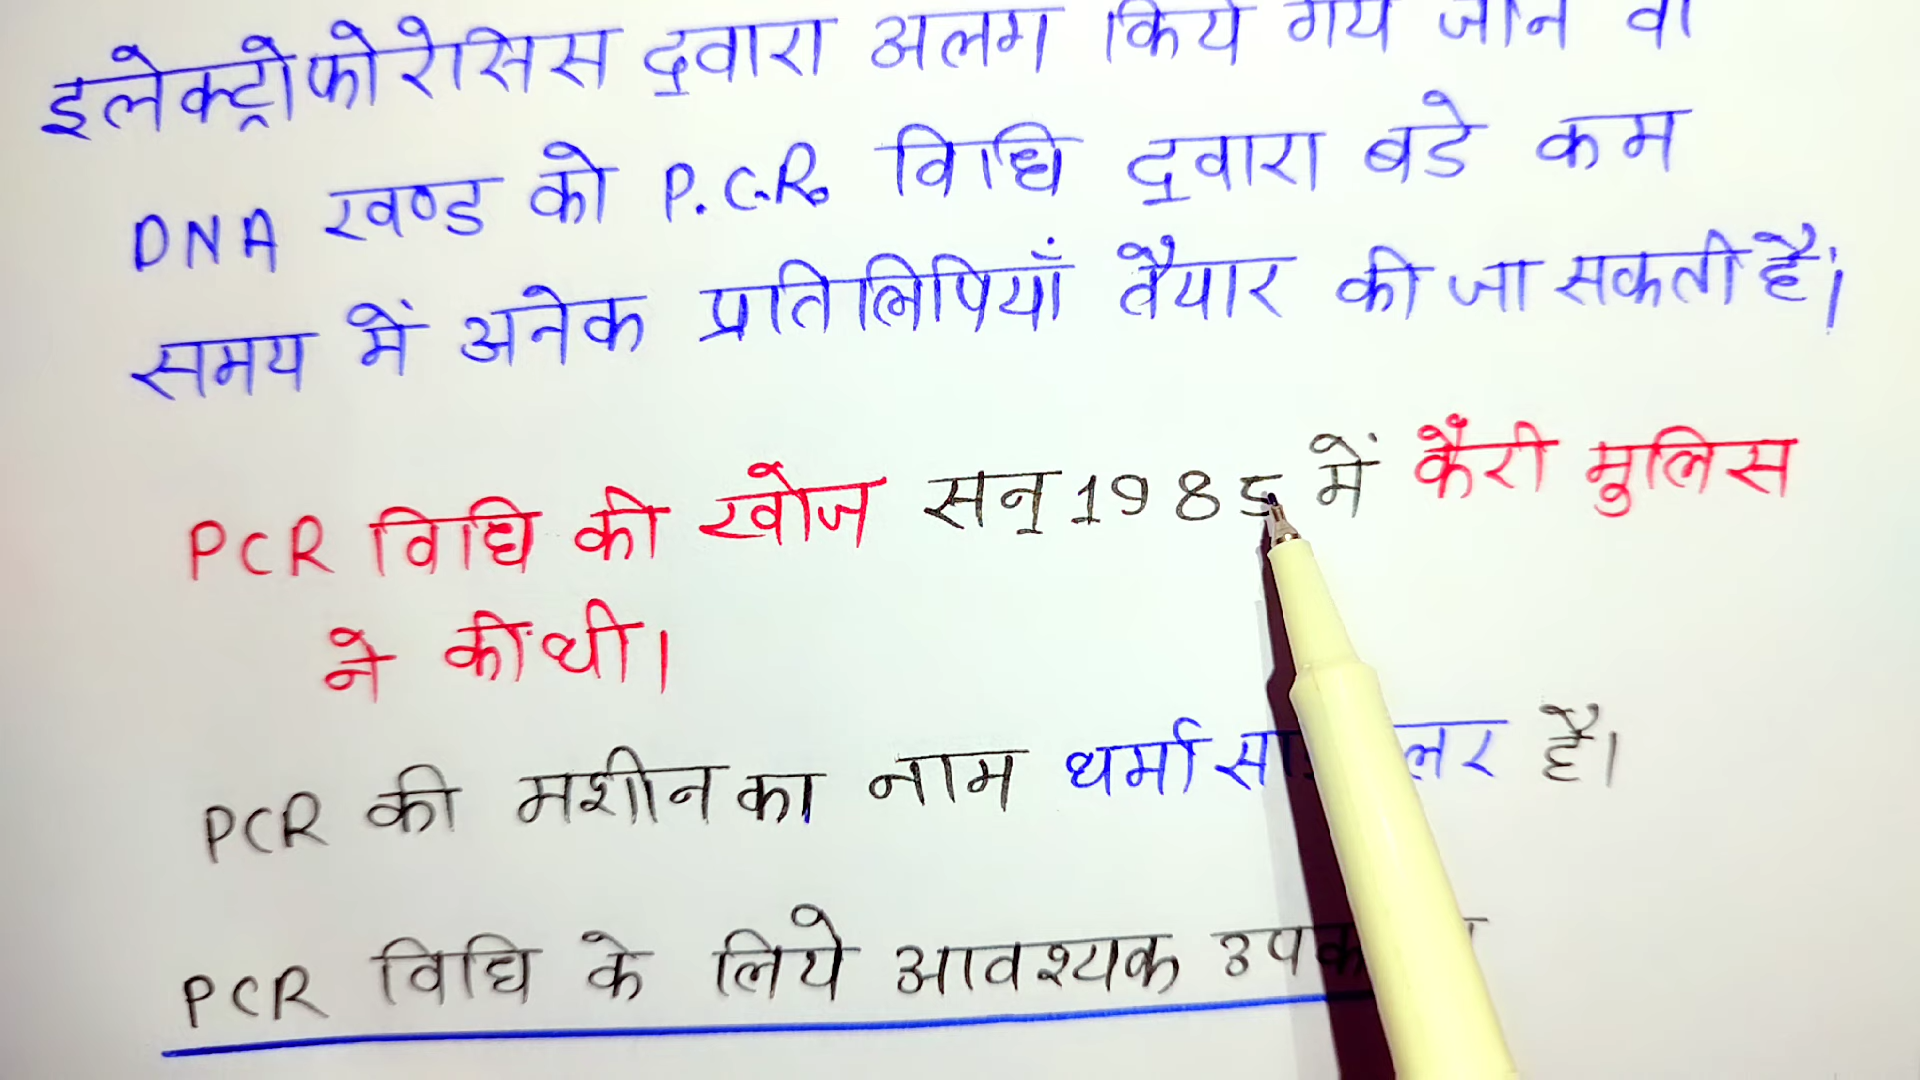 इलेक्ट्रोफोरेसिस द्वारा अलग किये गये जाने वा
DNA खण्ड को P.C.R. विधि द्वारा बडे कम
समय में अनेक प्रतिलिपियाँ तैयार की जा सकती है।
PCR विधि की खोज सन् 1985 में कैरी मुलिस
ने की थी।
PCR की मशीन का नाम है।
PCR विधि के लिये आवश्यक